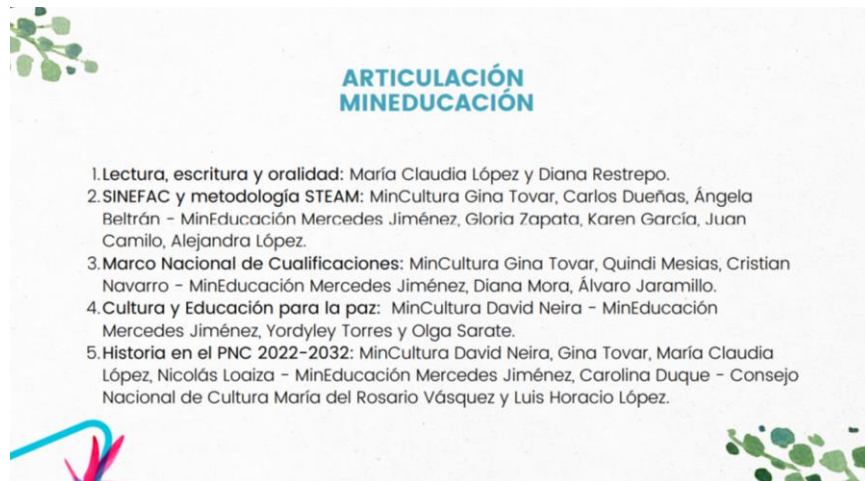 ARTICULACIÓN
MINEDUCACIÓN
1. Lectura, escritura y oralidad: María Claudia López y Diana Restrepo.
2. SINEFAC y metodología STEAM: MinCultura Gina Tovar, Carlos Dueñas, Ángela
Beltrán - MinEducación Mercedes Jiménez, Gloria Zapata, Karen García, Juan
Camilo, Alejandra López.
3. Marco Nacional de Cualificaciones: MinCultura Gina Tovar, Quindi Mesias, Cristian
Navarro - MinEducación Mercedes Jiménez, Diana Mora, Álvaro Jaramillo.
4. Cultura y Educación para la paz: MinCultura David Neira - MinEducación
Mercedes Jiménez, Yordyley Torres y Olga Sarate.
5. Historia en el PNC 2022-2032: MinCultura David Neira, Gina Tovar, María Claudia
López, Nicolás Loaiza - MinEducación Mercedes Jiménez, Carolina Duque - Consejo
Nacional de Cultura María del Rosario Vásquez y Luis Horacio López.